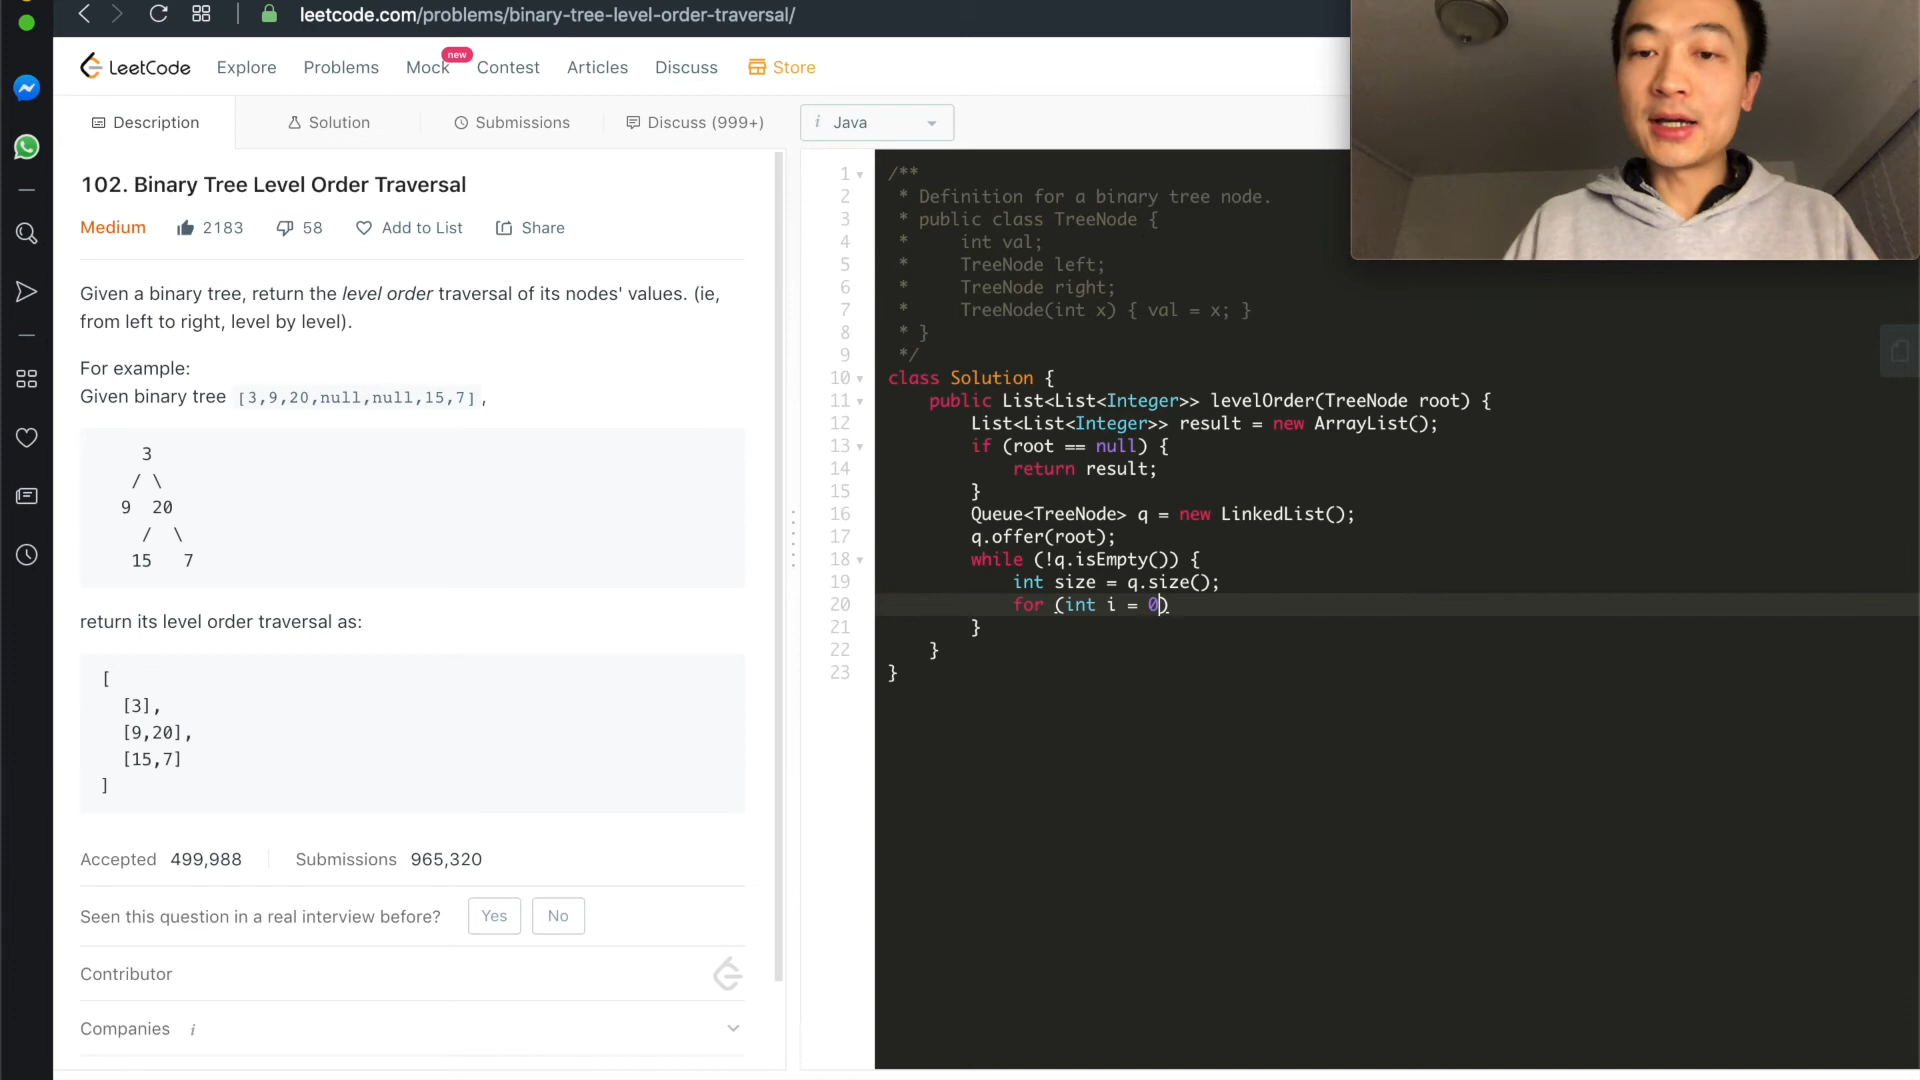 leetcode.com/problems/binary-tree-level-order-traversal/
LeetCode Explore Problems Mock new Contest Articles Discuss Store
Description Solution Submissions Discuss (999+) i Java
102. Binary Tree Level Order Traversal
Medium 2183 58 Add to List Share
Given a binary tree, return the level order traversal of its nodes' values. (ie,
from left to right, level by level).
For example:
Given binary tree [3,9,20,null,null,15,7],
3
/ \
9 20
/ \
15 7
return its level order traversal as:
[
[3],
[9,20],
[15,7]
]
Accepted 499,988 Submissions 965,320
Seen this question in a real interview before? Yes No
Contributor
Companies i
1 /**
2 * Definition for a binary tree node.
3 * public class TreeNode {
4 * int val;
5 * TreeNode left;
6 * TreeNode right;
7 * TreeNode(int x) { val = x; }
8 * }
9 */
10 class Solution {
11 public List<List<Integer>> levelOrder(TreeNode root) {
12 List<List<Integer>> result = new ArrayList();
13 if (root == null) {
14 return result;
15 }
16 Queue<TreeNode> q = new LinkedList();
17 q.offer(root);
18 while (!q.isEmpty()) {
19 int size = q.size();
20 for (int i = 0)
21 }
22 }
23 }